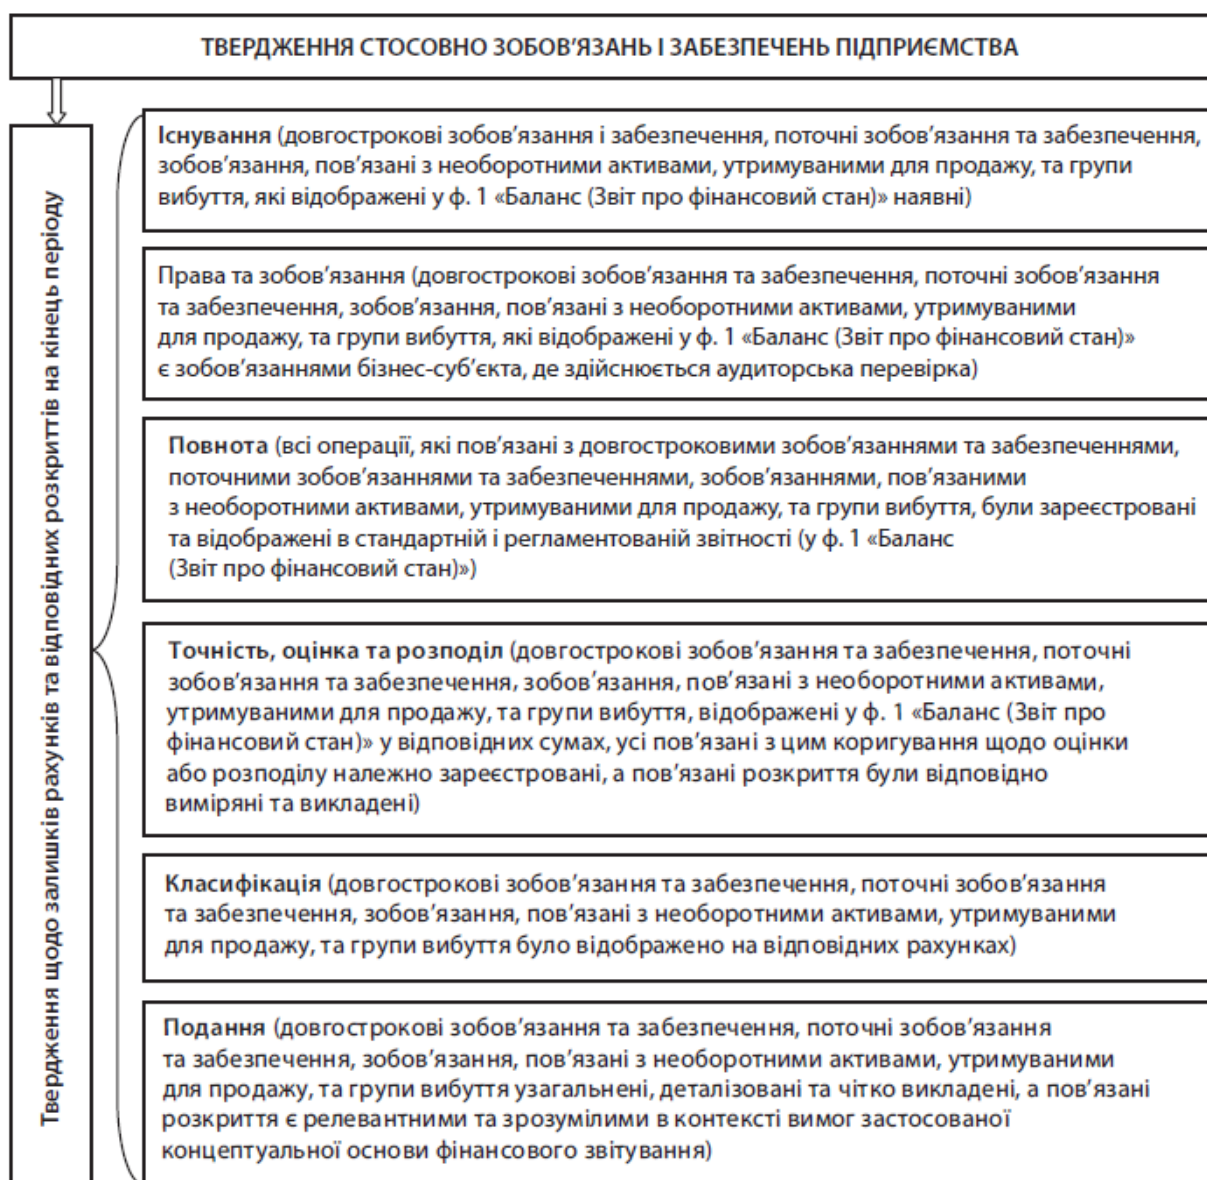 ТВЕРДЖЕННЯ СТОСОВНО ЗОБОВ’ЯЗАНЬ І ЗАБЕЗПЕЧЕНЬ ПІДПРИЄМСТВА
Твердження щодо залишків рахунків та відповідних розкриттів на кінець періоду
Існування (довгострокові зобов’язання і забезпечення, поточні зобов’язання та забезпечення,
зобов’язання, пов’язані з необоротними активами, утримуваними для продажу, та групи
вибуття, які відображені у ф. 1 «Баланс (Звіт про фінансовий стан)» наявні)
Права та зобов’язання (довгострокові зобов’язання та забезпечення, поточні зобов’язання
та забезпечення, зобов’язання, пов’язані з необоротними активами, утримуваними
для продажу, та групи вибуття, які відображені у ф. 1 «Баланс (Звіт про фінансовий стан)»
є зобов’язаннями бізнес-суб’єкта, де здійснюється аудиторська перевірка)
Повнота (всі операції, які пов’язані з довгостроковими зобов’язаннями та забезпеченнями,
поточними зобов’язаннями та забезпеченнями, зобов’язаннями, пов’язаними
з необоротними активами, утримуваними для продажу, та групи вибуття, були зареєстровані
та відображені в стандартній і регламентованій звітності (у ф. 1 «Баланс
(Звіт про фінансовий стан)»)
Точність, оцінка та розподіл (довгострокові зобов’язання та забезпечення, поточні
зобов’язання та забезпечення, зобов’язання, пов’язані з необоротними активами,
утримуваними для продажу, та групи вибуття, відображені у ф. 1 «Баланс (Звіт про
фінансовий стан)» у відповідних сумах, усі пов’язані з цим коригування щодо оцінки
або розподілу належно зареєстровані, а пов’язані розкриття були відповідно
виміряні та викладені)
Класифікація (довгострокові зобов’язання та забезпечення, поточні зобов’язання
та забезпечення, зобов’язання, пов’язані з необоротними активами, утримуваними
для продажу, та групи вибуття було відображено на відповідних рахунках)
Подання (довгострокові зобов’язання та забезпечення, поточні зобов’язання
та забезпечення, зобов’язання, пов’язані з необоротними активами, утримуваними
для продажу, та групи вибуття узагальнені, деталізовані та чітко викладені, а пов’язані
розкриття є релевантними та зрозумілими в контексті вимог застосованої
концептуальної основи фінансового звітування)